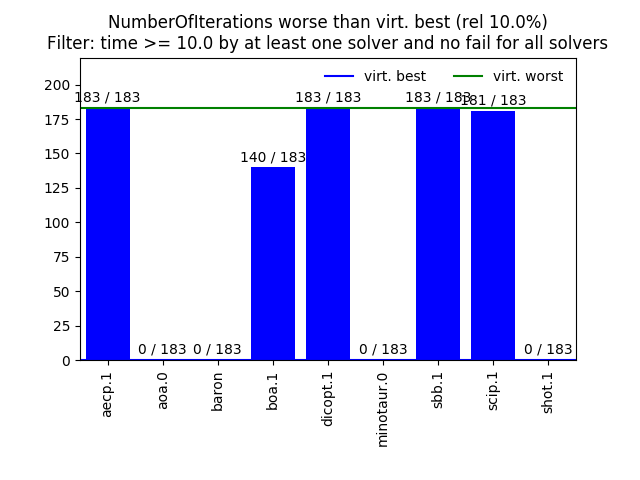 NumberOfIterations worse than virt. best (rel 10.0%)
Filter: time >= 10.0 by at least one solver and no fail for all solvers
virt. best
virt. worst
200
175
150
125
100
75
50
25
0
183 / 183
0 / 183
0 / 183
140 / 183
183 / 183
0 / 183
183 / 183
181 / 183
0 / 183
aecp.1
aoa.0
baron
boa.1
dicopt.1
minotaur.0
sbb.1
scip.1
shot.1